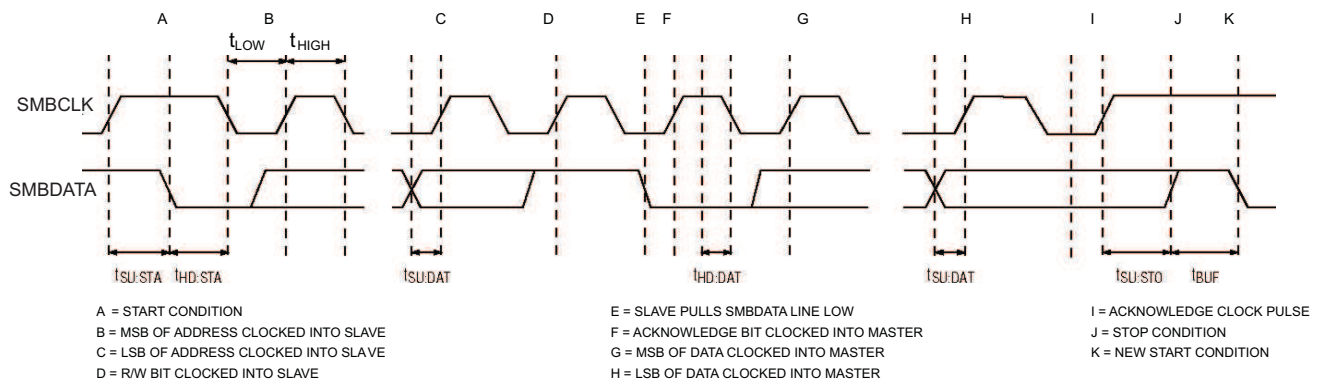 A B C D E F G H I J K
tLOW tHIGH
SMBCLK
SMBDATA
tSU:STA tHD:STA tSU:DAT tHD:DAT tSU:DAT tSU:STO tBUF
A = START CONDITION
B = MSB OF ADDRESS CLOCKED INTO SLAVE
C = LSB OF ADDRESS CLOCKED INTO SLAVE
D = R/W BIT CLOCKED INTO SLAVE
E = SLAVE PULLS SMBDATA LINE LOW
F = ACKNOWLEDGE BIT CLOCKED INTO MASTER
G = MSB OF DATA CLOCKED INTO MASTER
H = LSB OF DATA CLOCKED INTO MASTER
I = ACKNOWLEDGE CLOCK PULSE
J = STOP CONDITION
K = NEW START CONDITION